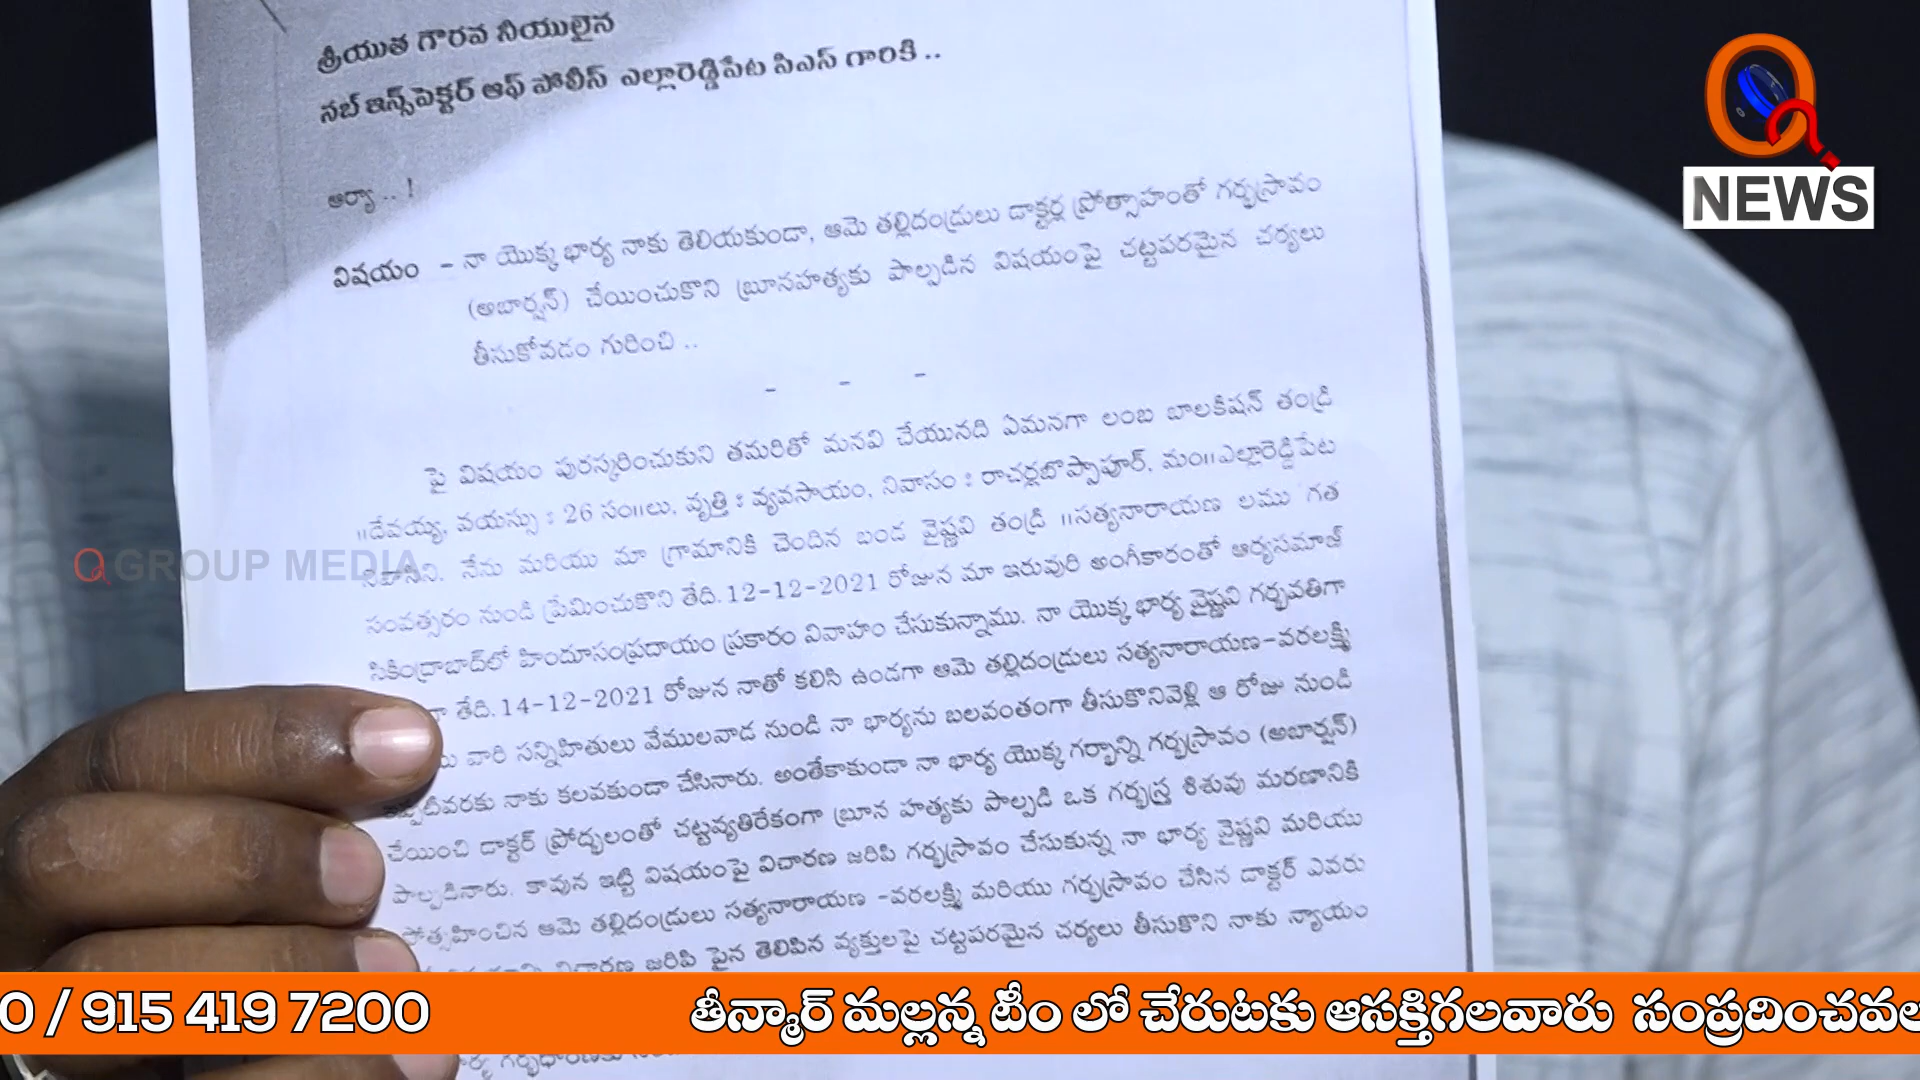 శ్రీయుత గౌరవ నీయులైన
సబ్ ఇన్స్‌పెక్టర్ ఆఫ్ పోలీస్ ఎల్లారెడ్డిపేట పిఎస్ గారికి ..
ఆర్యా .. !
విషయం – నా యొక్క భార్య నాకు తెలియకుండా, ఆమె తల్లిదండ్రులు డాక్టర్ల ప్రోత్సాహంతో గర్భస్రావం
(అబార్షన్) చేయించుకొని బ్రూనహత్యకు పాల్పడిన విషయంపై చట్టపరమైన చర్యలు
తీసుకోవడం గురించి ..
- - -
పై విషయం పురస్కరించుకుని తమరితో మనవి చేయునది ఏమనగా లంబ బాలకిషన్ తండ్రి
॥దేవయ్య, వయస్సు : 26 సం॥లు, వృత్తి : వ్యవసాయం, నివాసం : రాచర్లబొప్పాపూర్, మం॥ఎల్లారెడ్డిపేట
నేను మరియు మా గ్రామానికి చెందిన బండ వైష్ణవి తండ్రి ॥సత్యనారాయణ లము గత
సంవత్సరం నుండి ప్రేమించుకొని తేది.12-12-2021 రోజున మా ఇరువురి అంగీకారంతో ఆర్యసమాజ్
సికింద్రాబాద్‌లో హిందూసంప్రదాయం ప్రకారం వివాహం చేసుకున్నాము. నా యొక్క భార్య వైష్ణవి గర్భవతిగా
తేది.14-12-2021 రోజున నాతో కలిసి ఉండగా ఆమె తల్లిదండ్రులు సత్యనారాయణ-వరలక్ష్మి
వారి సన్నిహితులు వేములవాడ నుండి నా భార్యను బలవంతంగా తీసుకొనివెళ్లి ఆ రోజు నుండి
ఇప్పటివరకు నాకు కలవకుండా చేసినారు. అంతేకాకుండా నా భార్య యొక్క గర్భాన్ని గర్భస్రావం (అబార్షన్)
చేయించి డాక్టర్ ప్రోద్బలంతో చట్టవ్యతిరేకంగా బ్రూన హత్యకు పాల్పడి ఒక గర్భస్త్ర శిశువు మరణానికి
పాల్పడినారు. కావున ఇట్టి విషయంపై విచారణ జరిపి గర్భస్రావం చేసుకున్న నా భార్య వైష్ణవి మరియు
ప్రోత్సహించిన ఆమె తల్లిదండ్రులు సత్యనారాయణ -వరలక్ష్మి మరియు గర్భస్రావం చేసిన డాక్టర్ ఎవరు
విచారణ జరిపి పైన తెలిపిన వ్యక్తులపై చట్టపరమైన చర్యలు తీసుకొని నాకు న్యాయం
Q
NEWS
Q GROUP MEDIA
0 / 915 419 7200 తీన్మార్ మల్లన్న టీం లో చేరుటకు ఆసక్తిగలవారు సంప్రదించవల